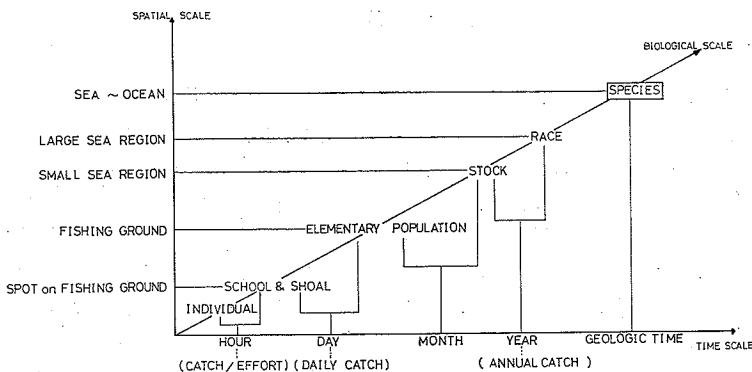 SPATIAL SCALE
BIOLOGICAL SCALE
SEA ~ OCEAN
SPECIES
LARGE SEA REGION
RACE
SMALL SEA REGION
STOCK
FISHING GROUND
ELEMENTARY POPULATION
SPOT on FISHING GROUND
SCHOOL & SHOAL
INDIVIDUAL
HOUR DAY MONTH YEAR GEOLOGIC TIME TIME SCALE
(CATCH / EFFORT) (DAILY CATCH) (ANNUAL CATCH)